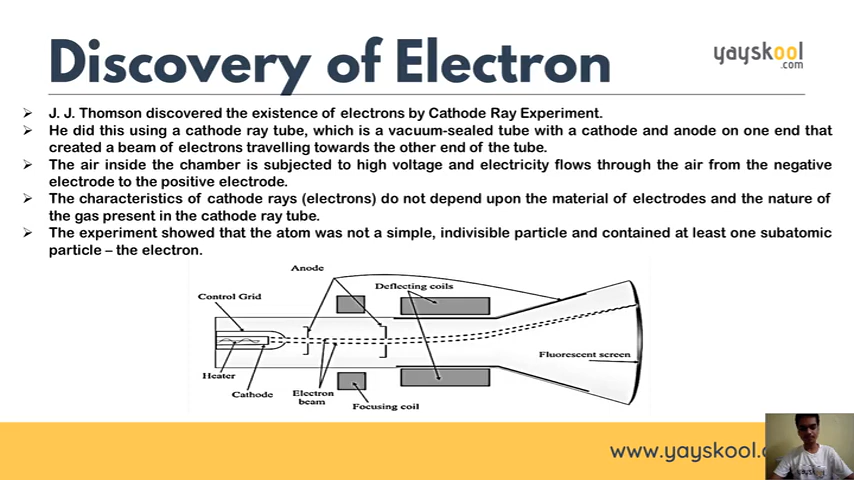 Discovery of Electron
yayskool
.com
J. J. Thomson discovered the existence of electrons by Cathode Ray Experiment.
He did this using a cathode ray tube, which is a vacuum-sealed tube with a cathode and anode on one end that
created a beam of electrons travelling towards the other end of the tube.
The air inside the chamber is subjected to high voltage and electricity flows through the air from the negative
electrode to the positive electrode.
The characteristics of cathode rays (electrons) do not depend upon the material of electrodes and the nature of
the gas present in the cathode ray tube.
The experiment showed that the atom was not a simple, indivisible particle and contained at least one subatomic
particle – the electron.
Anode
Deflecting coils
Control Grid
Fluorescent screen
Heater
Cathode
Electron
beam
Focusing coil
www.yayskool.
yayskool